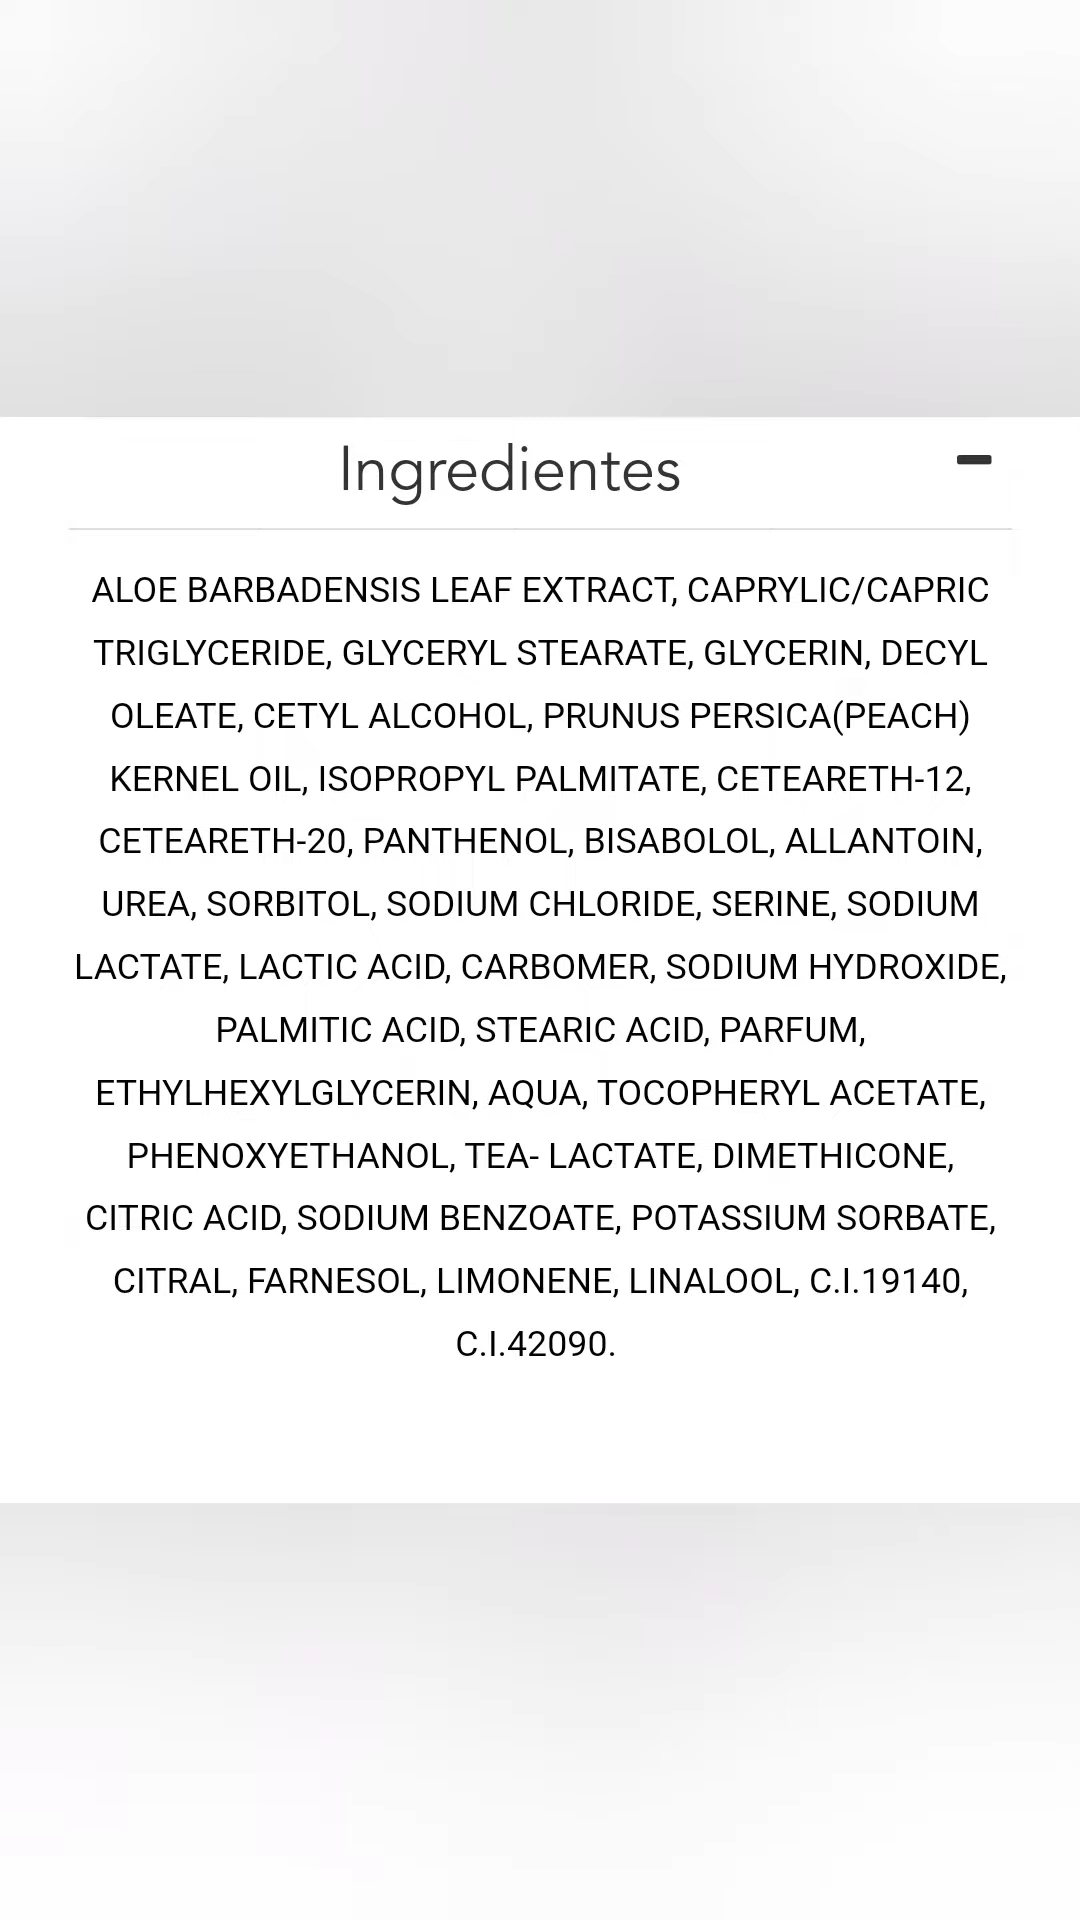 Ingredientes
ALOE BARBADENSIS LEAF EXTRACT, CAPRYLIC/CAPRIC
TRIGLYCERIDE, GLYCERYL STEARATE, GLYCERIN, DECYL
OLEATE, CETYL ALCOHOL, PRUNUS PERSICA(PEACH)
KERNEL OIL, ISOPROPYL PALMITATE, CETEARETH-12,
CETEARETH-20, PANTHENOL, BISABOLOL, ALLANTOIN,
UREA, SORBITOL, SODIUM CHLORIDE, SERINE, SODIUM
LACTATE, LACTIC ACID, CARBOMER, SODIUM HYDROXIDE,
PALMITIC ACID, STEARIC ACID, PARFUM,
ETHYLHEXYLGLYCERIN, AQUA, TOCOPHERYL ACETATE,
PHENOXYETHANOL, TEA- LACTATE, DIMETHICONE,
CITRIC ACID, SODIUM BENZOATE, POTASSIUM SORBATE,
CITRAL, FARNESOL, LIMONENE, LINALOOL, C.I.19140,
C.I.42090.